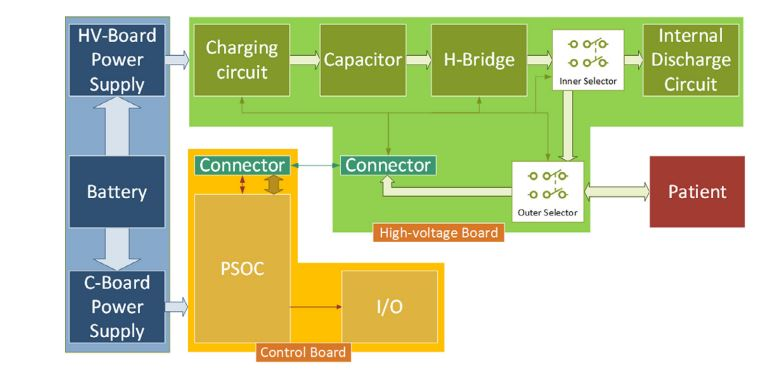 HV-Board
Power
Supply
Charging
circuit
Capacitor
H-Bridge
Inner Selector
Internal
Discharge
Circuit
Connector
Connector
Battery
Outer Selector
Patient
High-voltage Board
PSOC
C-Board
Power
Supply
I/O
Control Board